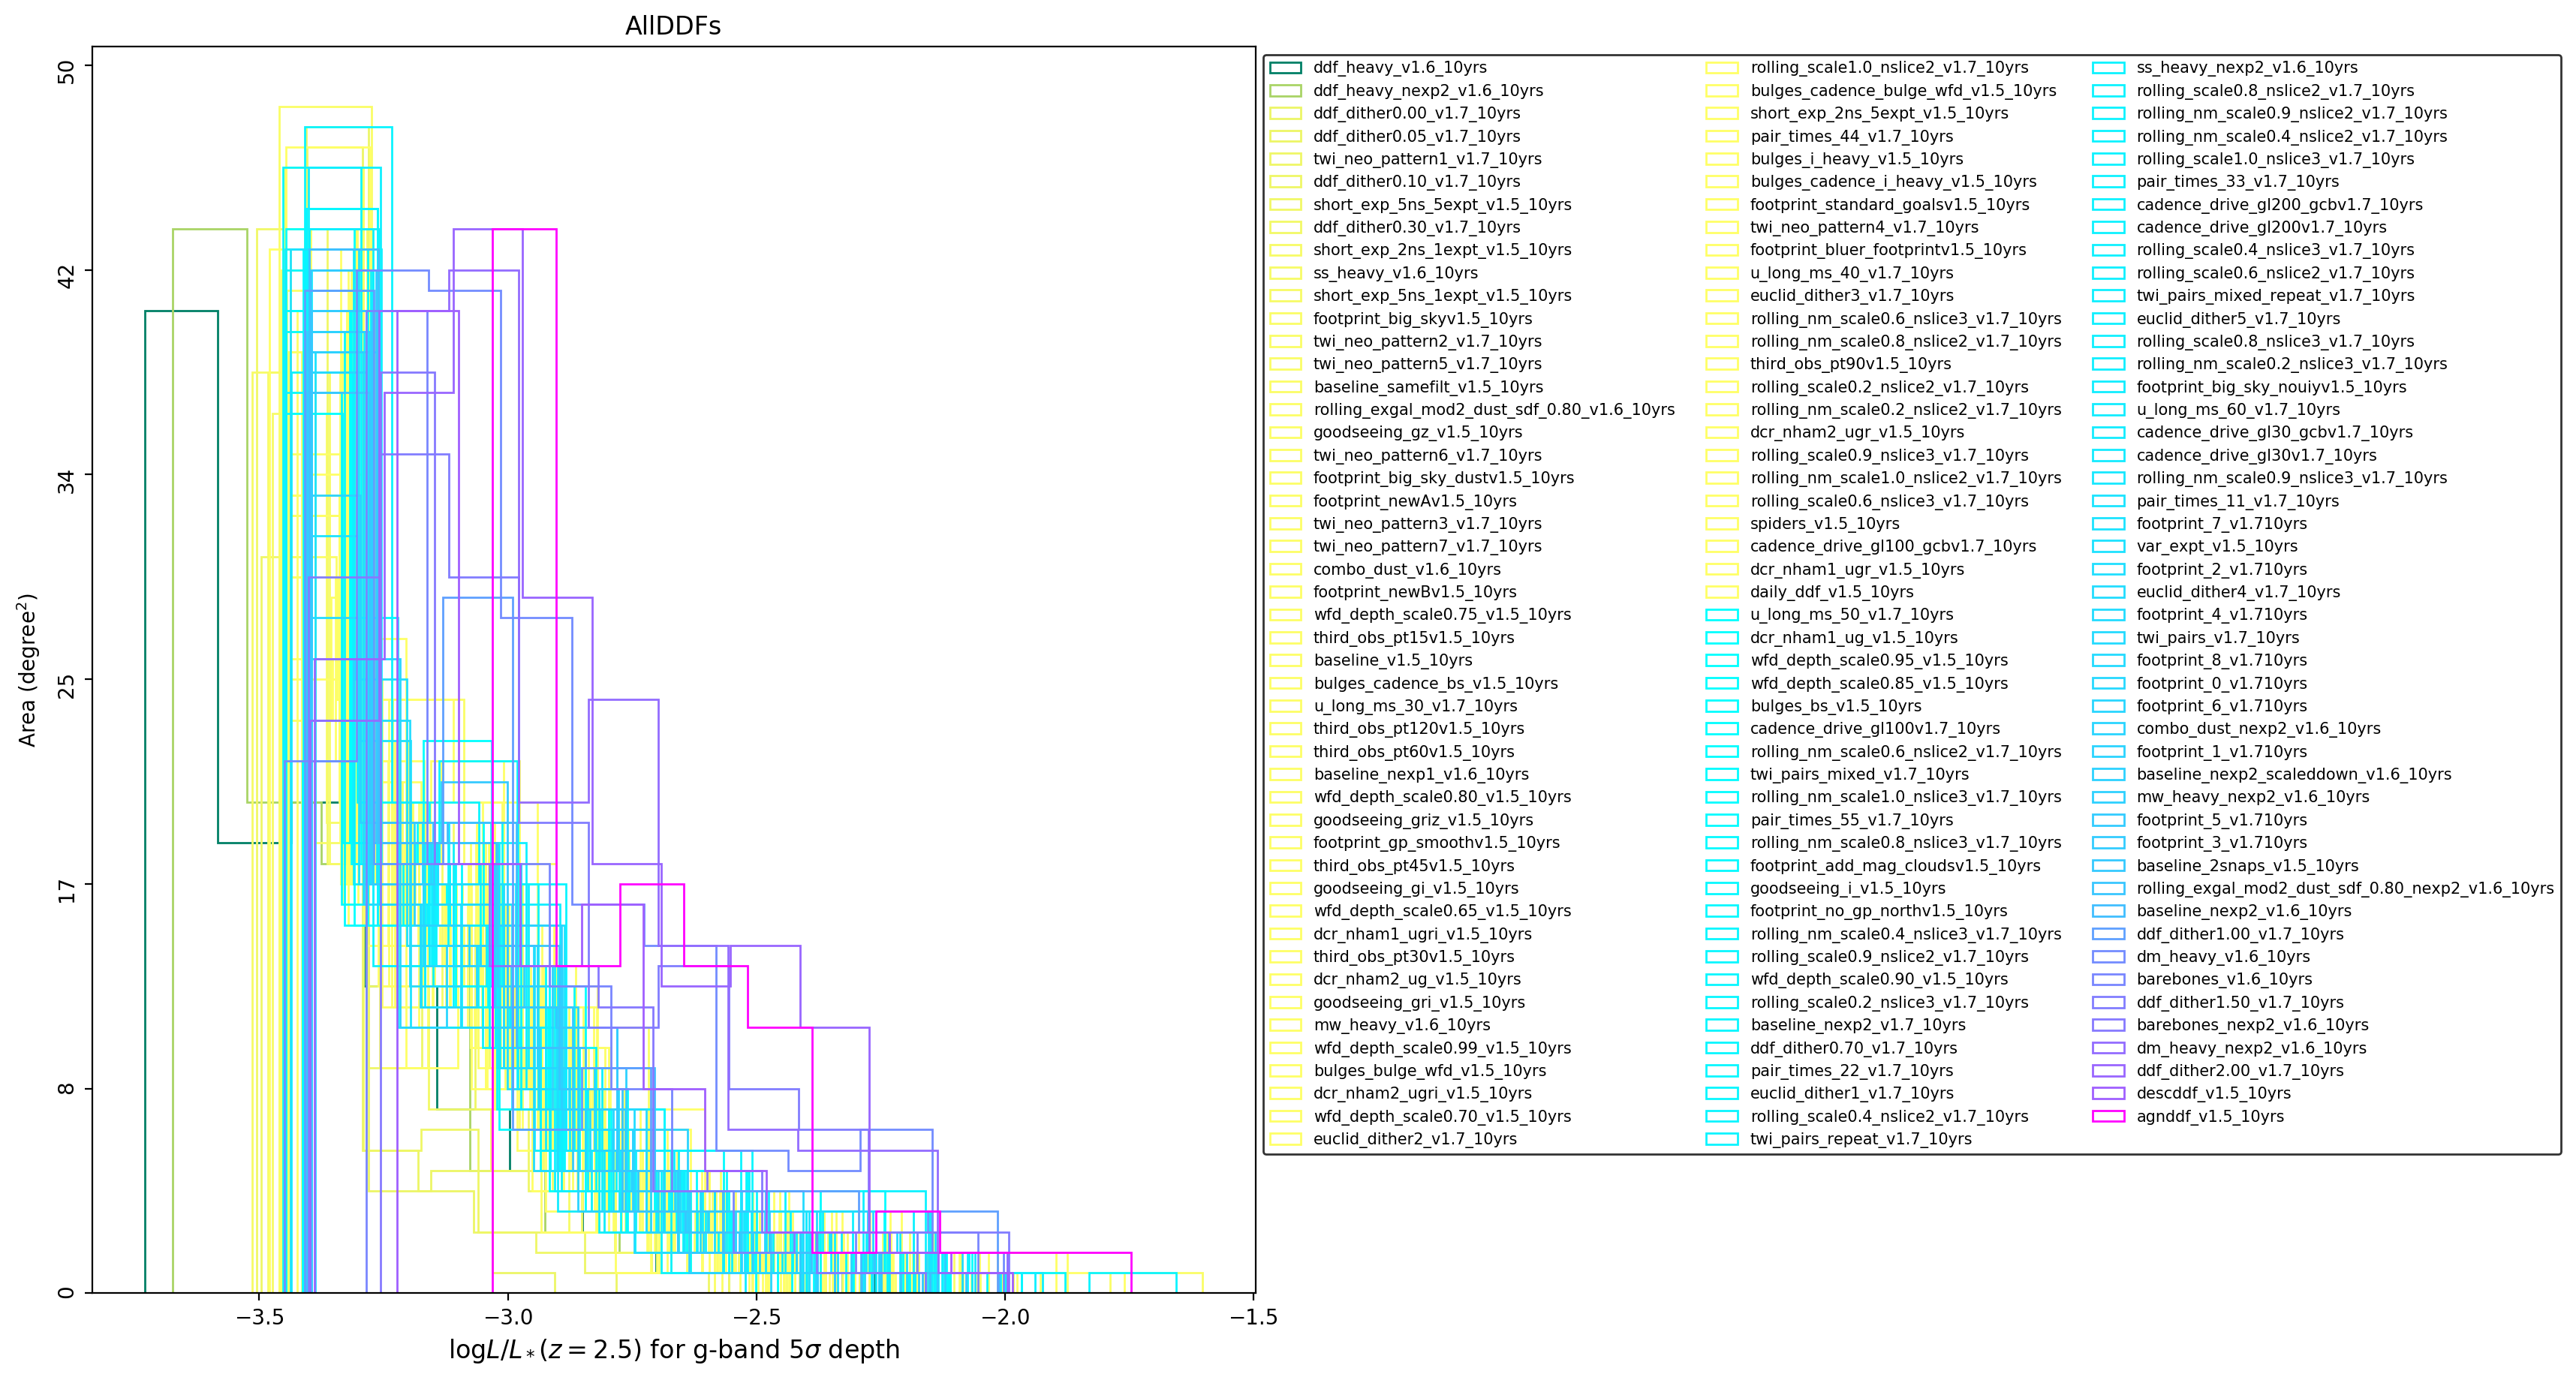 AllDDFs
Area (degree²)
50
42
34
25
17
8
0
−3.5
−3.0
−2.5
−2.0
−1.5
logL/L*(z = 2.5) for g-band 5σ depth
ddf_heavy_v1.6_10yrs
ddf_heavy_nexp2_v1.6_10yrs
ddf_dither0.00_v1.7_10yrs
ddf_dither0.05_v1.7_10yrs
twi_neo_pattern1_v1.7_10yrs
ddf_dither0.10_v1.7_10yrs
short_exp_5ns_5expt_v1.5_10yrs
ddf_dither0.30_v1.7_10yrs
short_exp_2ns_1expt_v1.5_10yrs
ss_heavy_v1.6_10yrs
short_exp_5ns_1expt_v1.5_10yrs
footprint_big_skyv1.5_10yrs
twi_neo_pattern2_v1.7_10yrs
twi_neo_pattern5_v1.7_10yrs
baseline_samefilt_v1.5_10yrs
rolling_exgal_mod2_dust_sdf_0.80_v1.6_10yrs
goodseeing_gz_v1.5_10yrs
twi_neo_pattern6_v1.7_10yrs
footprint_big_sky_dustv1.5_10yrs
footprint_newAv1.5_10yrs
twi_neo_pattern3_v1.7_10yrs
twi_neo_pattern7_v1.7_10yrs
combo_dust_v1.6_10yrs
footprint_newBv1.5_10yrs
wfd_depth_scale0.75_v1.5_10yrs
third_obs_pt15v1.5_10yrs
baseline_v1.5_10yrs
bulges_cadence_bs_v1.5_10yrs
u_long_ms_30_v1.7_10yrs
third_obs_pt120v1.5_10yrs
third_obs_pt60v1.5_10yrs
baseline_nexp1_v1.6_10yrs
wfd_depth_scale0.80_v1.5_10yrs
goodseeing_griz_v1.5_10yrs
footprint_gp_smoothv1.5_10yrs
third_obs_pt45v1.5_10yrs
goodseeing_gi_v1.5_10yrs
wfd_depth_scale0.65_v1.5_10yrs
dcr_nham1_ugri_v1.5_10yrs
third_obs_pt30v1.5_10yrs
dcr_nham2_ug_v1.5_10yrs
goodseeing_gri_v1.5_10yrs
mw_heavy_v1.6_10yrs
wfd_depth_scale0.99_v1.5_10yrs
bulges_bulge_wfd_v1.5_10yrs
dcr_nham2_ugri_v1.5_10yrs
wfd_depth_scale0.70_v1.5_10yrs
euclid_dither2_v1.7_10yrs
rolling_scale1.0_nslice2_v1.7_10yrs
bulges_cadence_bulge_wfd_v1.5_10yrs
short_exp_2ns_5expt_v1.5_10yrs
pair_times_44_v1.7_10yrs
bulges_i_heavy_v1.5_10yrs
bulges_cadence_i_heavy_v1.5_10yrs
footprint_standard_goalsv1.5_10yrs
twi_neo_pattern4_v1.7_10yrs
footprint_bluer_footprintv1.5_10yrs
u_long_ms_40_v1.7_10yrs
euclid_dither3_v1.7_10yrs
rolling_nm_scale0.6_nslice3_v1.7_10yrs
rolling_nm_scale0.8_nslice2_v1.7_10yrs
third_obs_pt90v1.5_10yrs
rolling_scale0.2_nslice2_v1.7_10yrs
rolling_nm_scale0.2_nslice2_v1.7_10yrs
dcr_nham2_ugr_v1.5_10yrs
rolling_scale0.9_nslice3_v1.7_10yrs
rolling_nm_scale1.0_nslice2_v1.7_10yrs
rolling_scale0.6_nslice3_v1.7_10yrs
spiders_v1.5_10yrs
cadence_drive_gl100_gcbv1.7_10yrs
dcr_nham1_ugr_v1.5_10yrs
daily_ddf_v1.5_10yrs
u_long_ms_50_v1.7_10yrs
dcr_nham1_ug_v1.5_10yrs
wfd_depth_scale0.95_v1.5_10yrs
wfd_depth_scale0.85_v1.5_10yrs
bulges_bs_v1.5_10yrs
cadence_drive_gl100v1.7_10yrs
rolling_nm_scale0.6_nslice2_v1.7_10yrs
twi_pairs_mixed_v1.7_10yrs
rolling_nm_scale1.0_nslice3_v1.7_10yrs
pair_times_55_v1.7_10yrs
rolling_nm_scale0.8_nslice3_v1.7_10yrs
footprint_add_mag_cloudsv1.5_10yrs
goodseeing_i_v1.5_10yrs
footprint_no_gp_northv1.5_10yrs
rolling_nm_scale0.4_nslice3_v1.7_10yrs
rolling_scale0.9_nslice2_v1.7_10yrs
wfd_depth_scale0.90_v1.5_10yrs
rolling_scale0.2_nslice3_v1.7_10yrs
baseline_nexp2_v1.7_10yrs
ddf_dither0.70_v1.7_10yrs
pair_times_22_v1.7_10yrs
euclid_dither1_v1.7_10yrs
rolling_scale0.4_nslice2_v1.7_10yrs
twi_pairs_repeat_v1.7_10yrs
ss_heavy_nexp2_v1.6_10yrs
rolling_scale0.8_nslice2_v1.7_10yrs
rolling_nm_scale0.9_nslice2_v1.7_10yrs
rolling_nm_scale0.4_nslice2_v1.7_10yrs
rolling_scale1.0_nslice3_v1.7_10yrs
pair_times_33_v1.7_10yrs
cadence_drive_gl200_gcbv1.7_10yrs
cadence_drive_gl200v1.7_10yrs
rolling_scale0.4_nslice3_v1.7_10yrs
rolling_scale0.6_nslice2_v1.7_10yrs
twi_pairs_mixed_repeat_v1.7_10yrs
euclid_dither5_v1.7_10yrs
rolling_scale0.8_nslice3_v1.7_10yrs
rolling_nm_scale0.2_nslice3_v1.7_10yrs
footprint_big_sky_nouiyv1.5_10yrs
u_long_ms_60_v1.7_10yrs
cadence_drive_gl30_gcbv1.7_10yrs
cadence_drive_gl30v1.7_10yrs
rolling_nm_scale0.9_nslice3_v1.7_10yrs
pair_times_11_v1.7_10yrs
footprint_7_v1.710yrs
var_expt_v1.5_10yrs
footprint_2_v1.710yrs
euclid_dither4_v1.7_10yrs
footprint_4_v1.710yrs
twi_pairs_v1.7_10yrs
footprint_8_v1.710yrs
footprint_0_v1.710yrs
footprint_6_v1.710yrs
combo_dust_nexp2_v1.6_10yrs
footprint_1_v1.710yrs
baseline_nexp2_scaleddown_v1.6_10yrs
mw_heavy_nexp2_v1.6_10yrs
footprint_5_v1.710yrs
footprint_3_v1.710yrs
baseline_2snaps_v1.5_10yrs
rolling_exgal_mod2_dust_sdf_0.80_nexp2_v1.6_10yrs
baseline_nexp2_v1.6_10yrs
ddf_dither1.00_v1.7_10yrs
dm_heavy_v1.6_10yrs
barebones_v1.6_10yrs
ddf_dither1.50_v1.7_10yrs
barebones_nexp2_v1.6_10yrs
dm_heavy_nexp2_v1.6_10yrs
ddf_dither2.00_v1.7_10yrs
descddf_v1.5_10yrs
agnddf_v1.5_10yrs